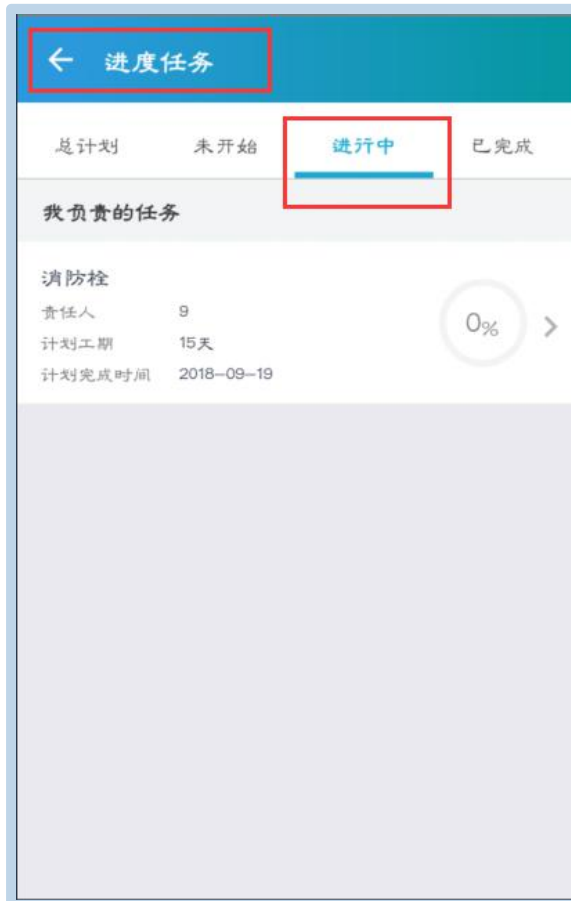 进度任务
总计划 未开始 进行中 已完成
我负责的任务
消防栓
责任人 9
计划工期 15天
计划完成时间 2018-09-19
0%